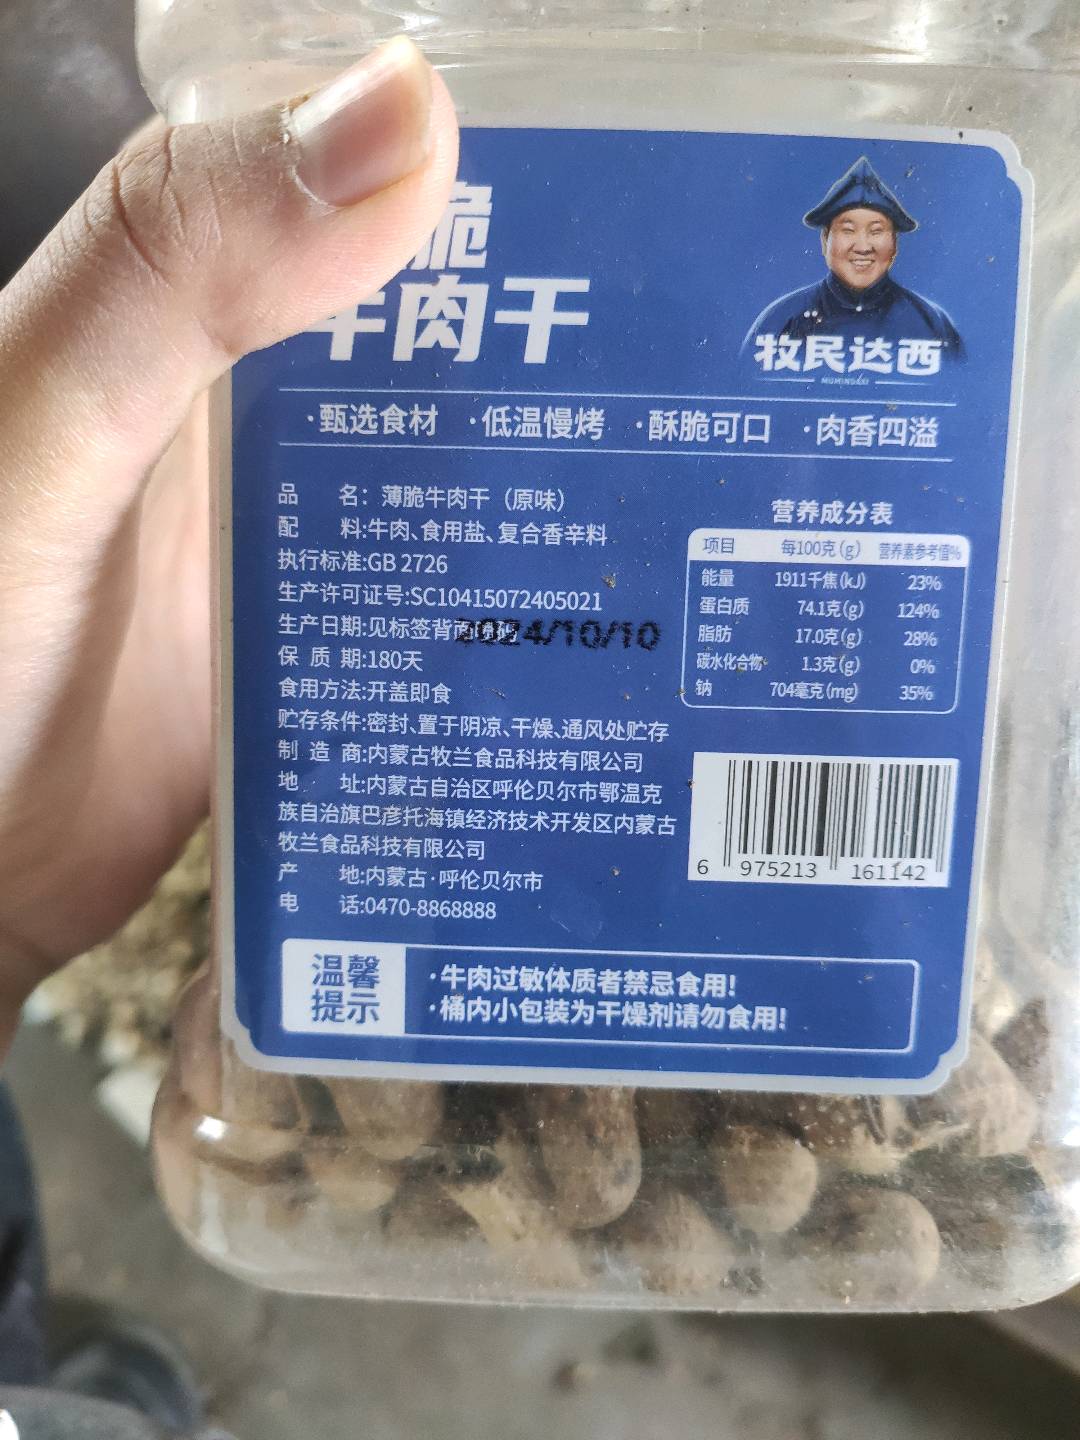 脆
牛肉干
牧民达西
MUMINDAXI
·甄选食材 ·低温慢烤 ·酥脆可口 ·肉香四溢
品 名：薄脆牛肉干（原味）
配 料:牛肉、食用盐、复合香辛料
执行标准:GB 2726
生产许可证号:SC10415072405021
生产日期:见标签背面喷码
2024/10/10
保 质 期:180天
食用方法:开盖即食
贮存条件:密封、置于阴凉、干燥、通风处贮存
制 造 商:内蒙古牧兰食品科技有限公司
地 址:内蒙古自治区呼伦贝尔市鄂温克
族自治旗巴彦托海镇经济技术开发区内蒙古
牧兰食品科技有限公司
产 地:内蒙古·呼伦贝尔市
电 话:0470-8868888
营养成分表
项目 每100克(g) 营养素参考值%
能量 1911千焦(kJ) 23%
蛋白质 74.1克(g) 124%
脂肪 17.0克(g) 28%
碳水化合物 1.3克(g) 0%
钠 704毫克(mg) 35%
6 975213 161142
温馨
提示
·牛肉过敏体质者禁忌食用!
·桶内小包装为干燥剂请勿食用!